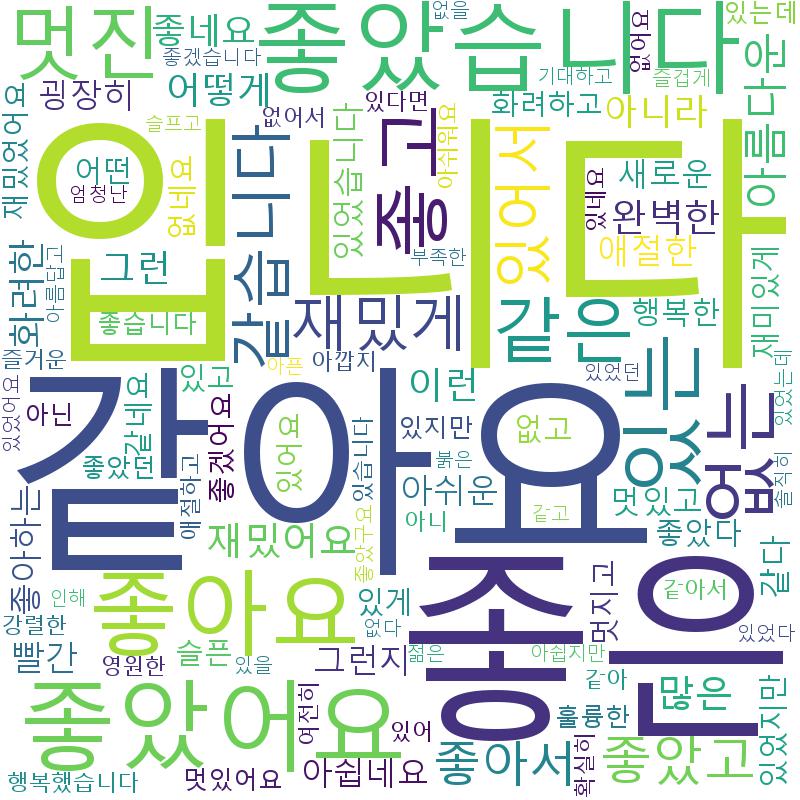 멋진
좋네요
없을
좋았습니다
있는데
좋겠습니다
굉장히
어떻게
기대하고
즐겁게
없어요
재밌었어요
슬프고
없어서
있다면
화려하고
아니라
아름다운
입니다
어떤
엄청난
없네요
갈습니다
있었습니다
좋고
아쉬워요
있어서
새로운
있네요
완벽한
애절한
부족한
화려한
아름답고
그런
좋습니다
재밌게
같은
행복한
재미있게
즐거운
아깝지
아픈
있었던
있었는데
같아요
있고
이런
있는
없는
있었어요
아닌
갈네요
좋겠어요
있어요
있지만
없고
좋았던
애절하고
있습니다
붉은
아쉬운
멋있고
솔직히
좋아하는
재밌어요
좋았구요
아니
같고
좋았다
갈다
좋은
인해
좋아요
있게
멋지고
같아서
강렬한
없다
있었다
빨간
영원한
슬픈
있을
그런지
젊은
아쉽지만
같아
많은
있었지만
좋았어요
여전히
있어
훌륭한
행복했습니다
멋있어요
아쉽네요
좋아서
확실히
좋았고